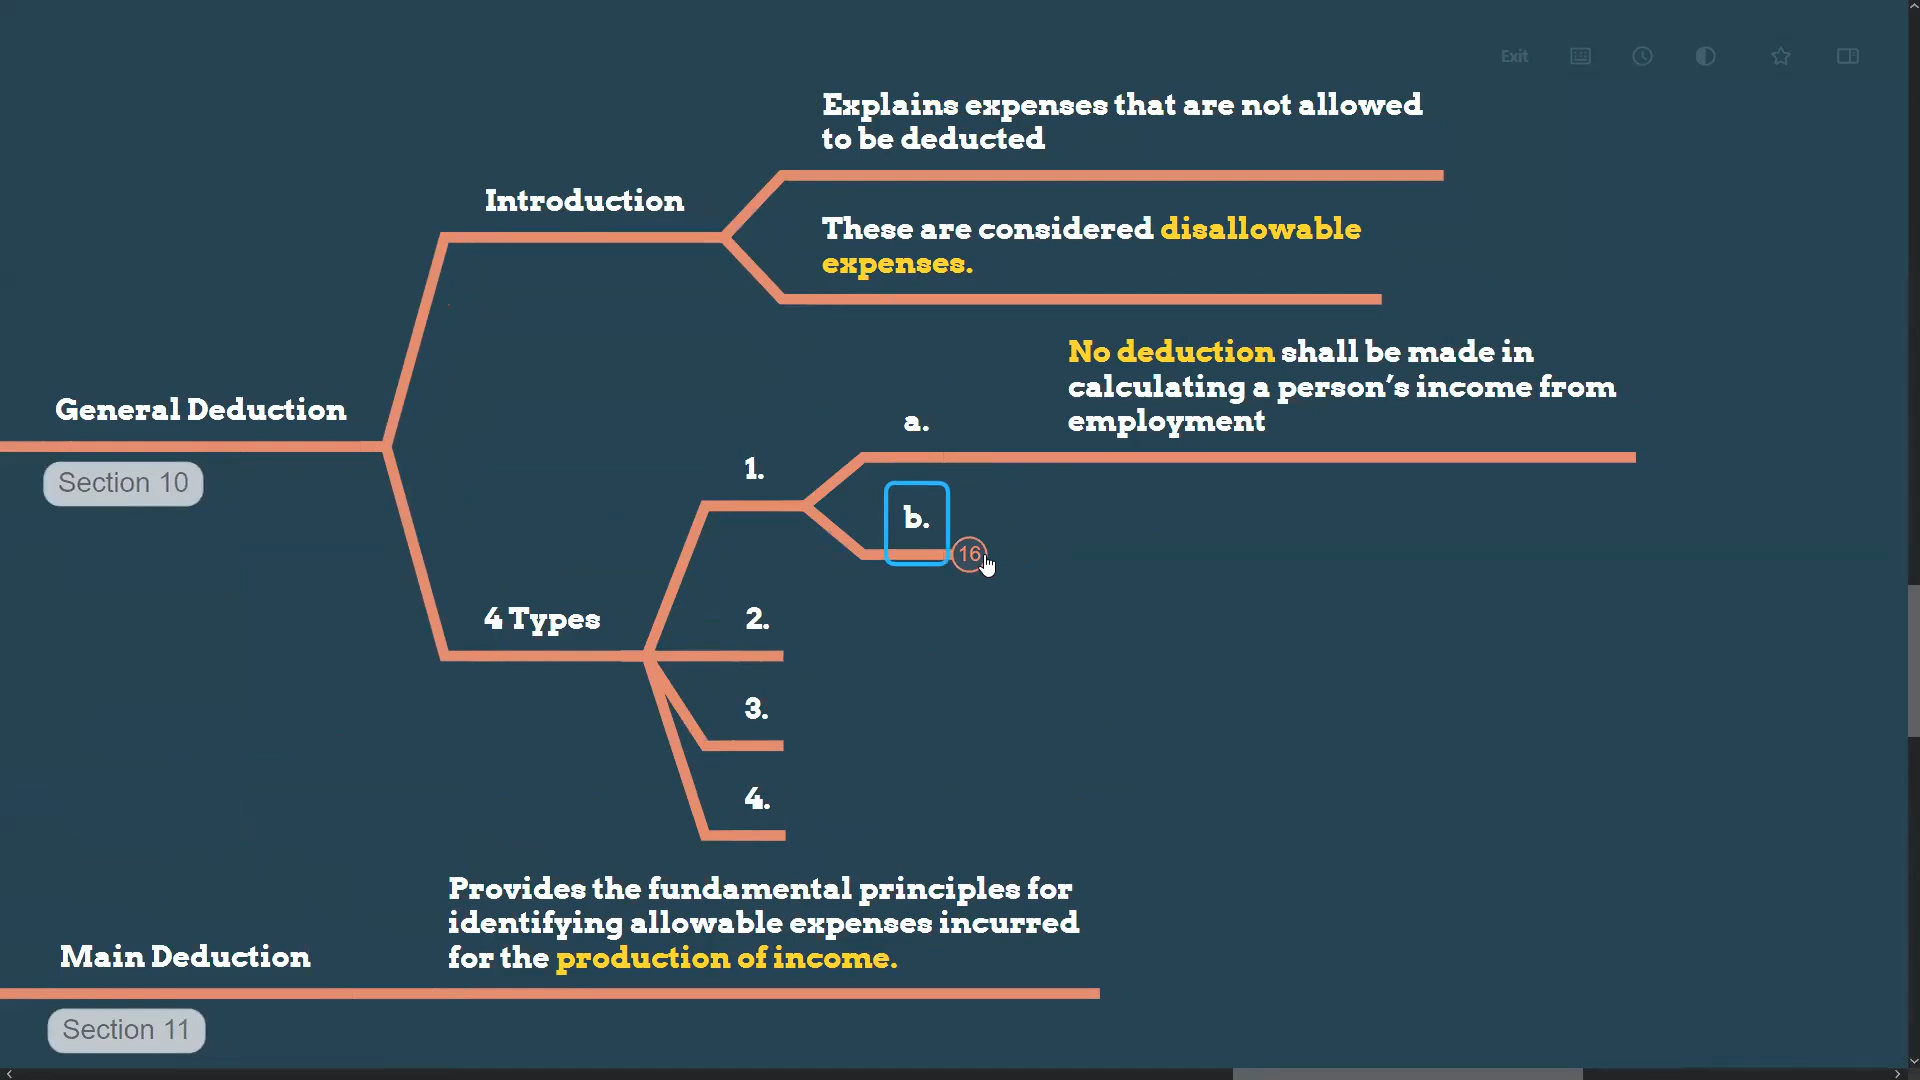 Exit
Explains expenses that are not allowed
to be deducted
Introduction
These are considered disallowable
expenses.
No deduction shall be made in
calculating a person's income from
employment
General Deduction
a.
1.
Section 10
b.
16
4 Types
2.
3.
4.
Provides the fundamental principles for
identifying allowable expenses incurred
for the production of income.
Main Deduction
Section 11